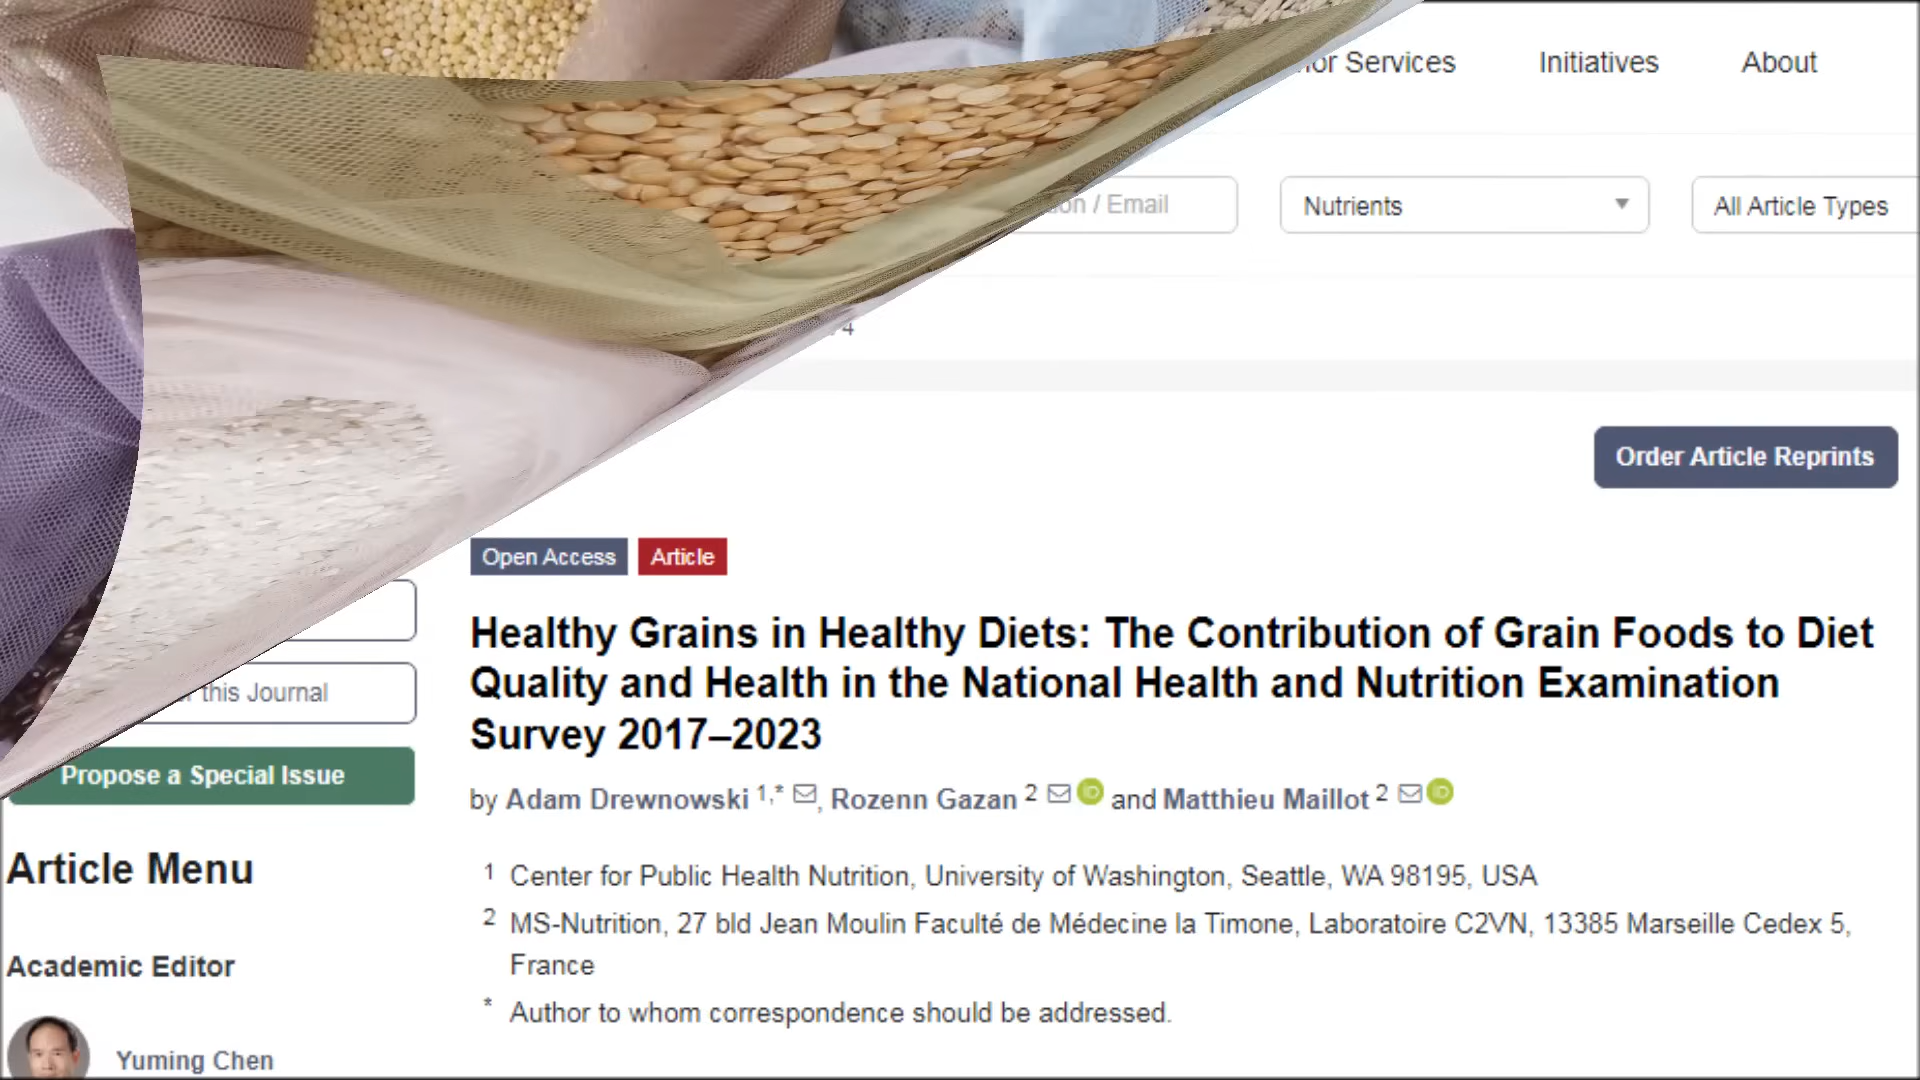 Services
Initiatives
About
/ Email
Nutrients
All Article Types
4
Order Article Reprints
Open Access
Article
Healthy Grains in Healthy Diets: The Contribution of Grain Foods to Diet
Quality and Health in the National Health and Nutrition Examination
Survey 2017–2023
by Adam Drewnowski 1,* , Rozenn Gazan 2 and Matthieu Maillot 2
1 Center for Public Health Nutrition, University of Washington, Seattle, WA 98195, USA
2 MS-Nutrition, 27 bld Jean Moulin Faculté de Médecine la Timone, Laboratoire C2VN, 13385 Marseille Cedex 5,
France
* Author to whom correspondence should be addressed.
this Journal
Propose a Special Issue
Article Menu
Academic Editor
Yuming Chen